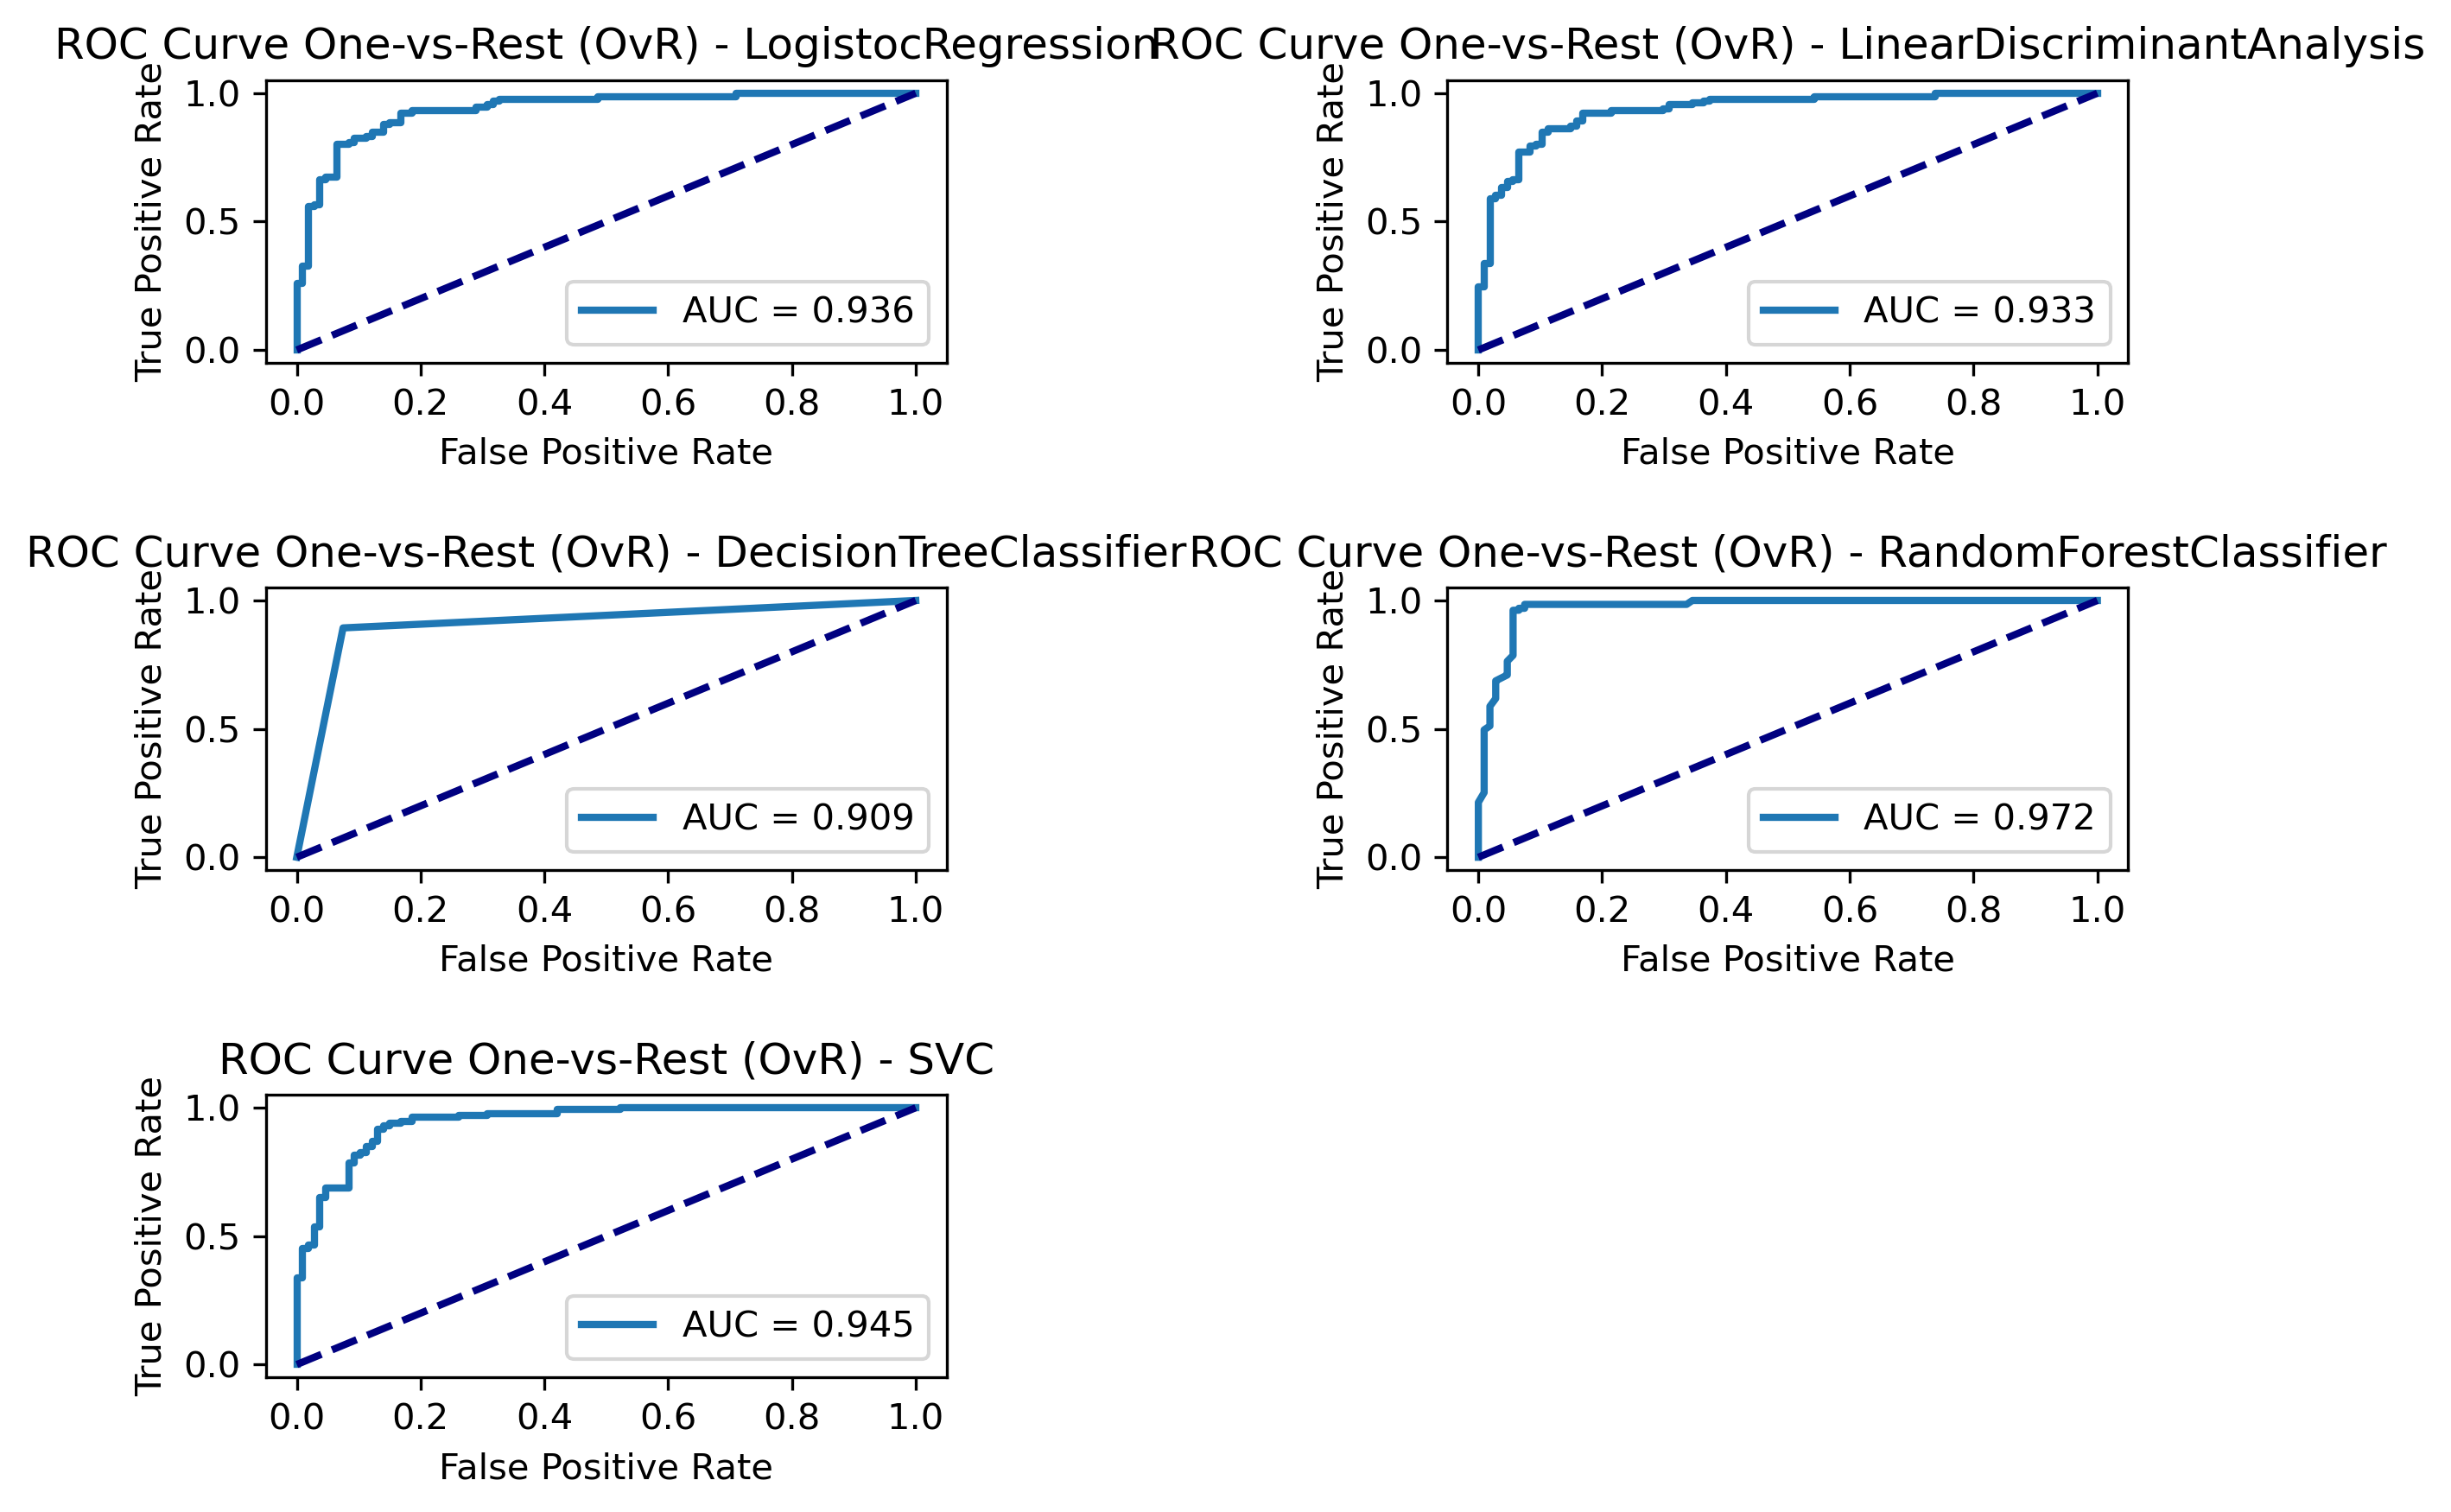 ROC Curve One-vs-Rest (OvR) - LogistocRegression
True Positive Rate
1.0
0.5
0.0
AUC = 0.936
0.0 0.2 0.4 0.6 0.8 1.0
False Positive Rate
ROC Curve One-vs-Rest (OvR) - LinearDiscriminantAnalysis
True Positive Rate
1.0
0.5
0.0
AUC = 0.933
0.0 0.2 0.4 0.6 0.8 1.0
False Positive Rate
ROC Curve One-vs-Rest (OvR) - DecisionTreeClassifier
True Positive Rate
1.0
0.5
0.0
AUC = 0.909
0.0 0.2 0.4 0.6 0.8 1.0
False Positive Rate
ROC Curve One-vs-Rest (OvR) - RandomForestClassifier
True Positive Rate
1.0
0.5
0.0
AUC = 0.972
0.0 0.2 0.4 0.6 0.8 1.0
False Positive Rate
ROC Curve One-vs-Rest (OvR) - SVC
True Positive Rate
1.0
0.5
0.0
AUC = 0.945
0.0 0.2 0.4 0.6 0.8 1.0
False Positive Rate